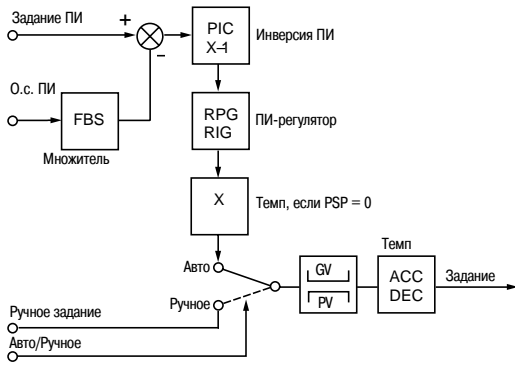 Задание ПИ
+
–
PIC
X–1
Инверсия ПИ
О.с. ПИ
FBS
Множитель
RPG
RIG
ПИ-регулятор
X
Темп, если PSP = 0
Авто
Темп
GV
PV
ACC
DEC
Задание
Ручное
Ручное задание
Авто/Ручное